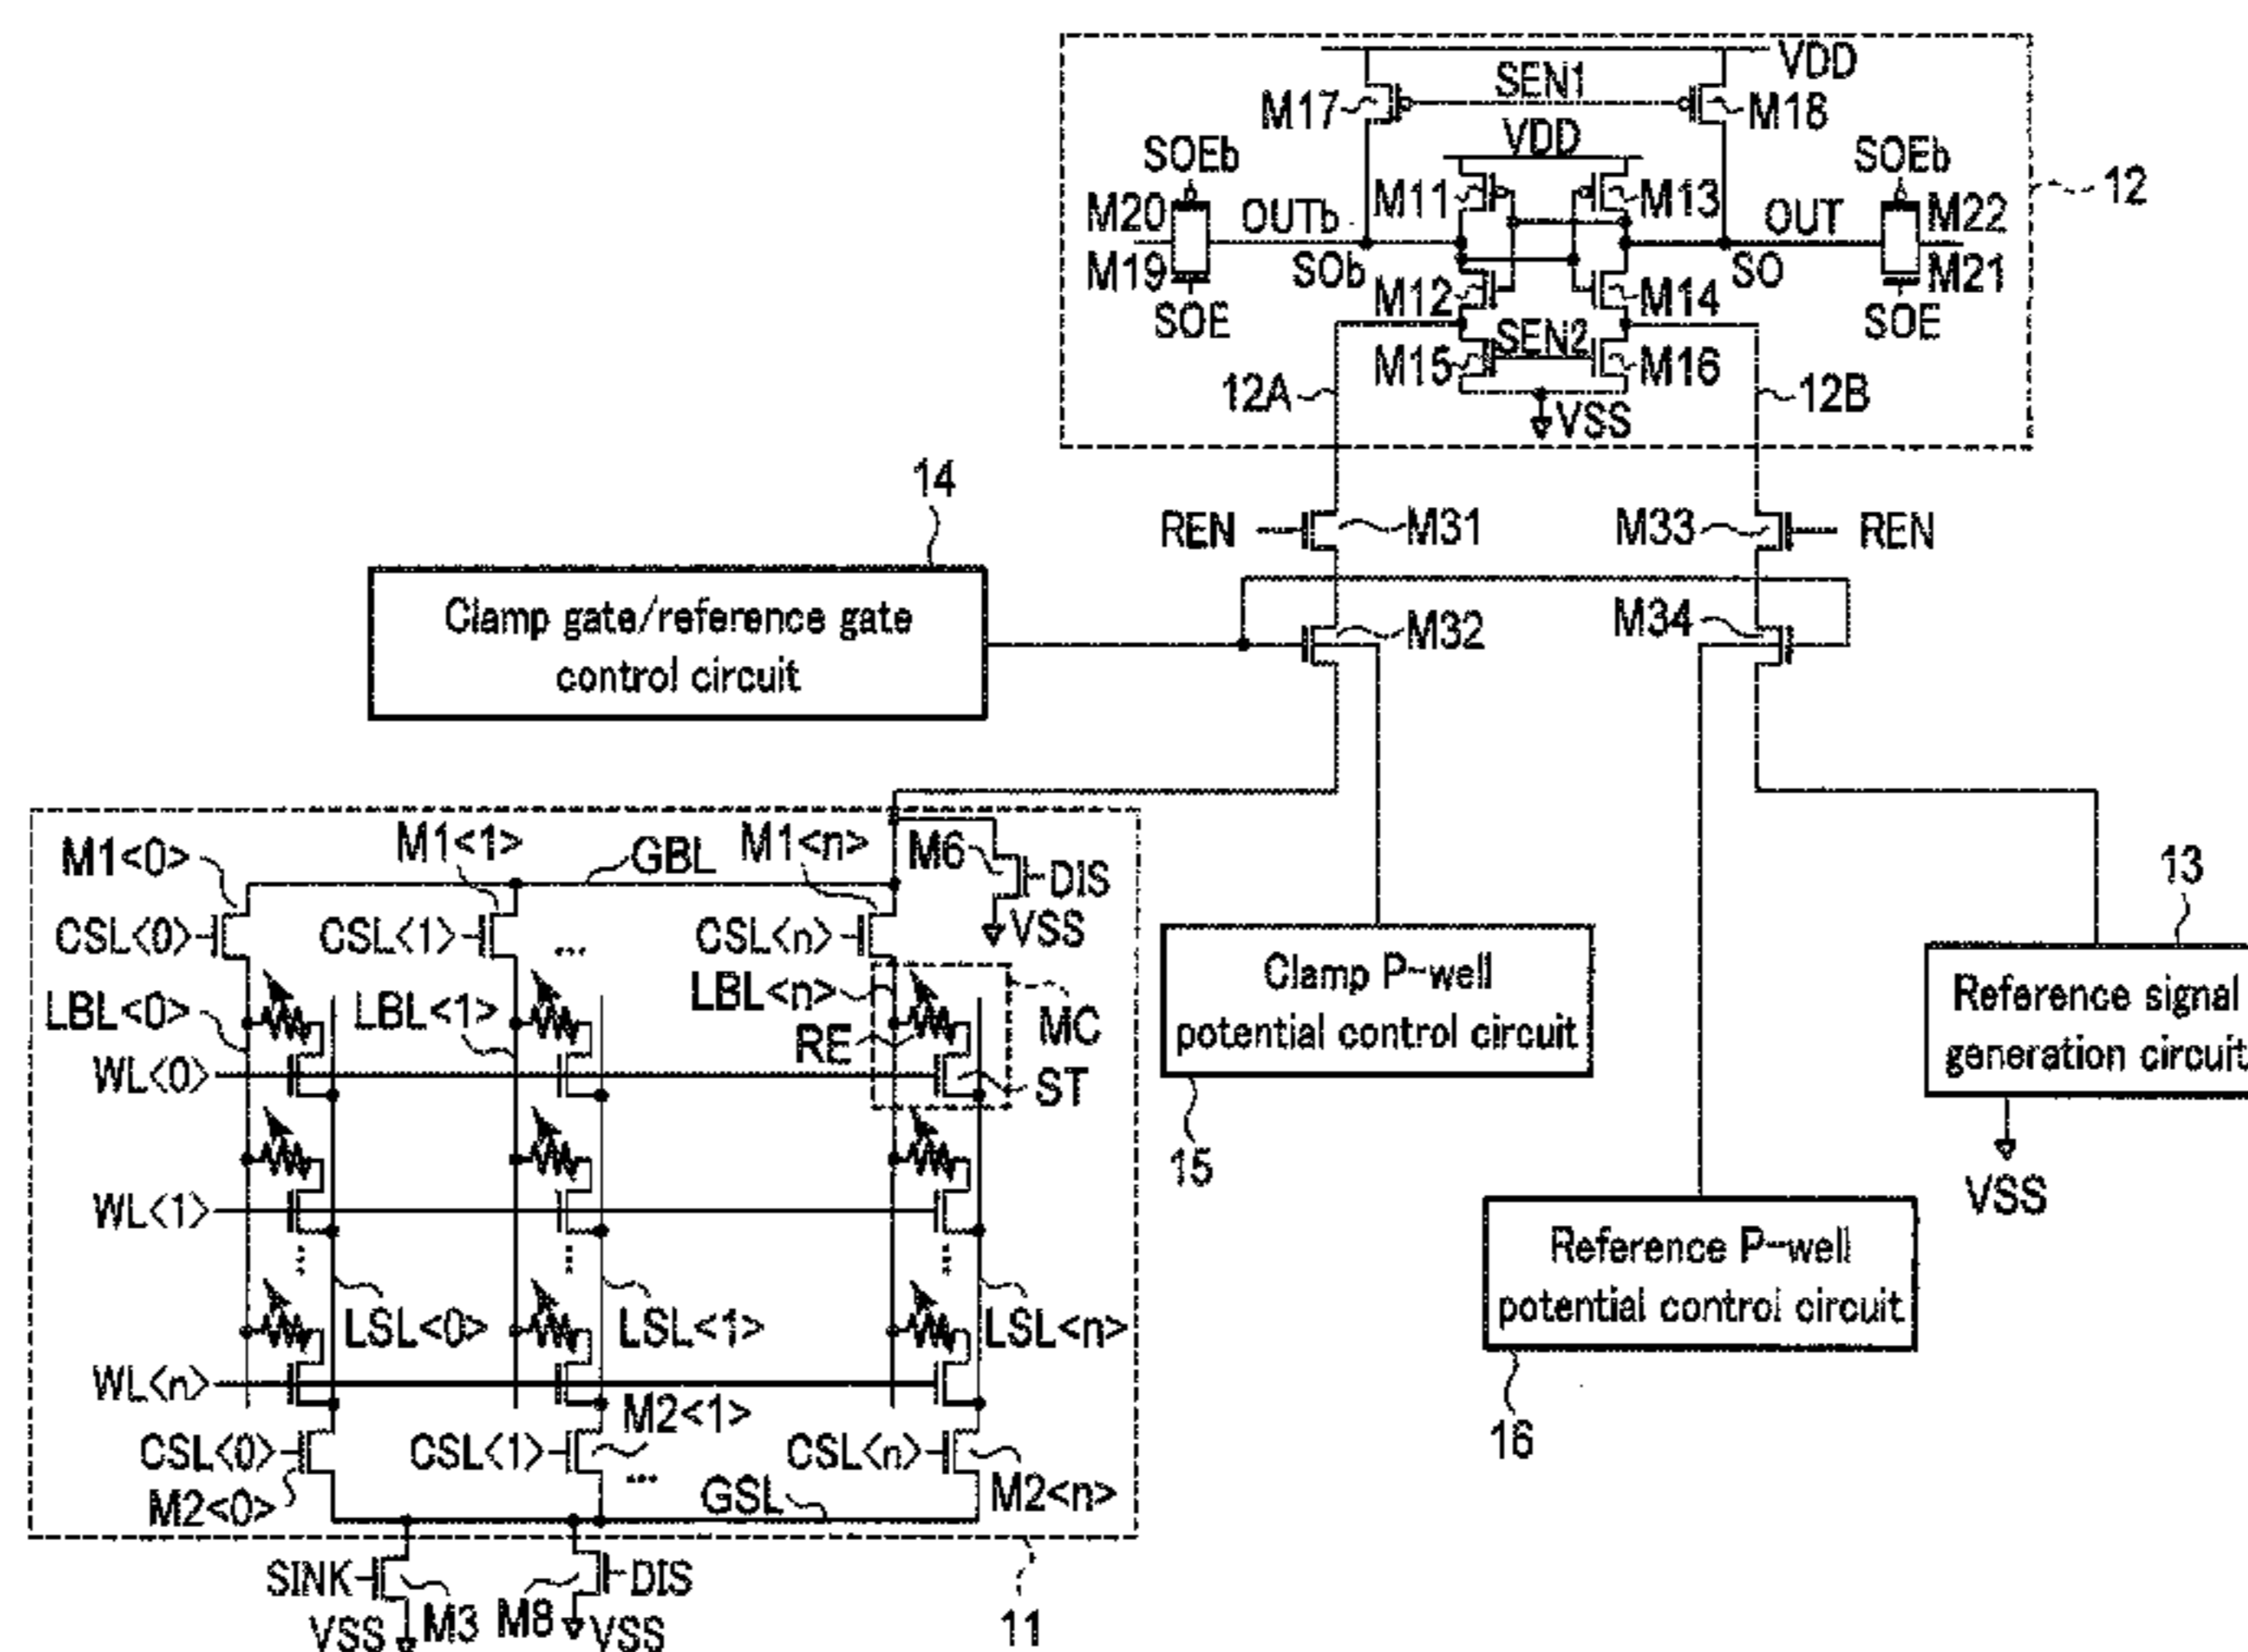 VDD
SEN1
M17
M18
VDD
SOEb
SOEb
12
M11
M13
M20
OUTb
OUT
M22
M19
SOb
SO
M21
M12
M14
SOE
SEN2
SOE
M15
M16
12A
12B
VSS
14
REN
M31
M33
REN
Clamp gate/reference gate
control circuit
M32
M34
M1<0>
M1<1>
GBL
M1<n>
M6
DIS
13
CSL<0>
CSL<1>
...
CSL<n>
VSS
Clamp P-well
potential control circuit
Reference signal
generation circuit
LBL<0>
LBL<1>
LBL<n>
RE
MC
WL<0>
ST
15
VSS
WL<1>
...
...
...
Reference P-well
potential control circuit
LSL<0>
LSL<1>
LSL<n>
WL<n>
M2<1>
16
CSL<0>
CSL<1>
...
CSL<n>
M2<0>
GSL
M2<n>
SINK
DIS
M3
M8
11
VSS
VSS